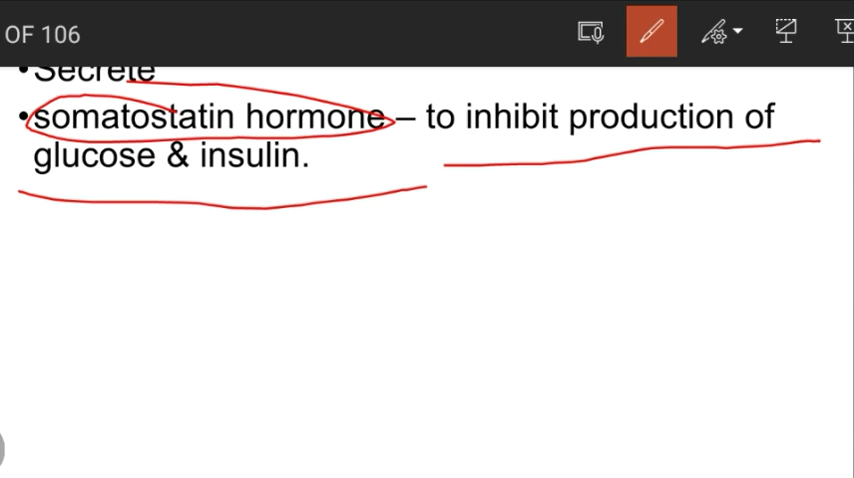 OF 106
•Secrete
•somatostatin hormone – to inhibit production of
glucose & insulin.